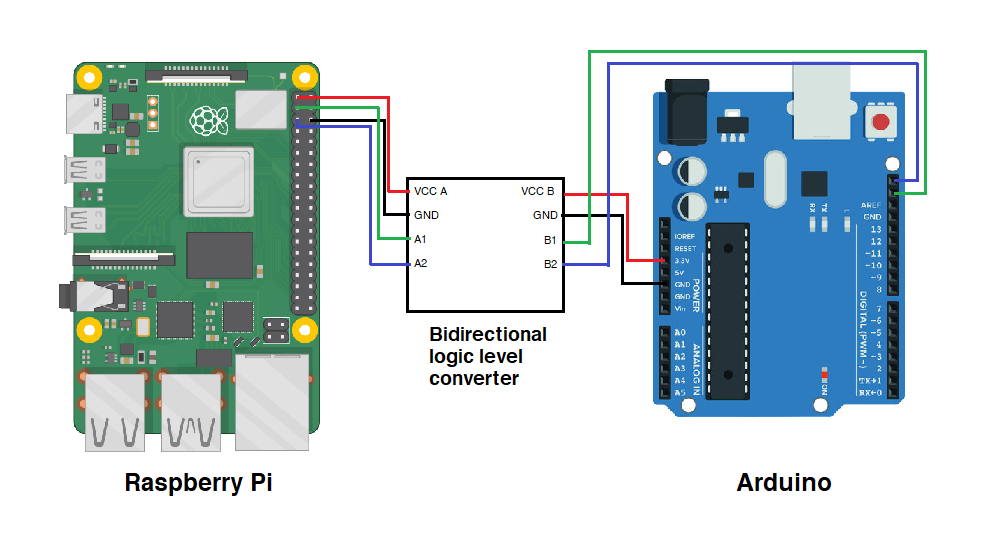 VCC A
VCC B
GND
GND
A1
B1
A2
B2
Bidirectional
logic level
converter
IOREF
RESET
3.3V
5V
GND
GND
Vin
POWER
A0
A1
A2
A3
A4
A5
ANALOG IN
RX
TX
L
ON
AREF
GND
13
12
~11
~10
~9
8
7
~6
~5
4
~3
2
TX→1
RX←0
DIGITAL (PWM~)
Raspberry Pi
Arduino